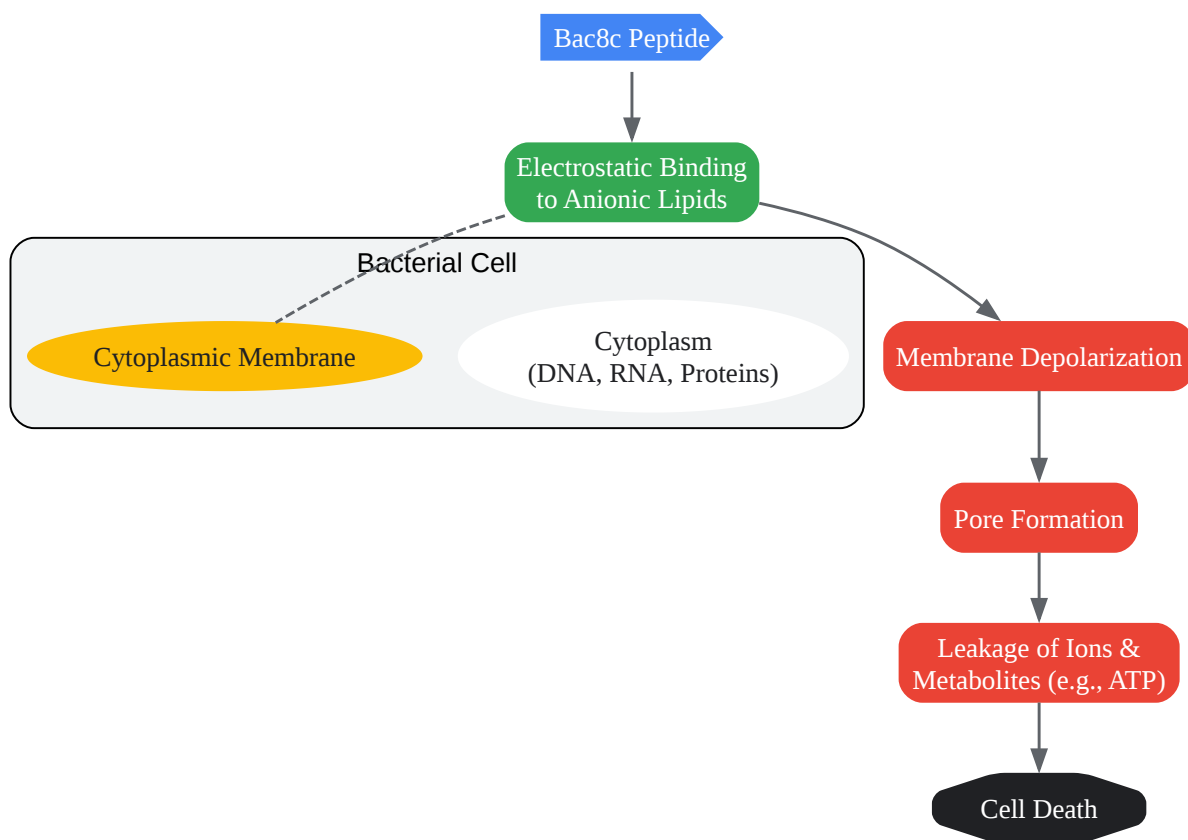 Bac8c Peptide
Electrostatic Binding
to Anionic Lipids
Bacterial Cell
Cytoplasmic Membrane
Cytoplasm
(DNA, RNA, Proteins)
Membrane Depolarization
Pore Formation
Leakage of Ions &
Metabolites (e.g., ATP)
Cell Death